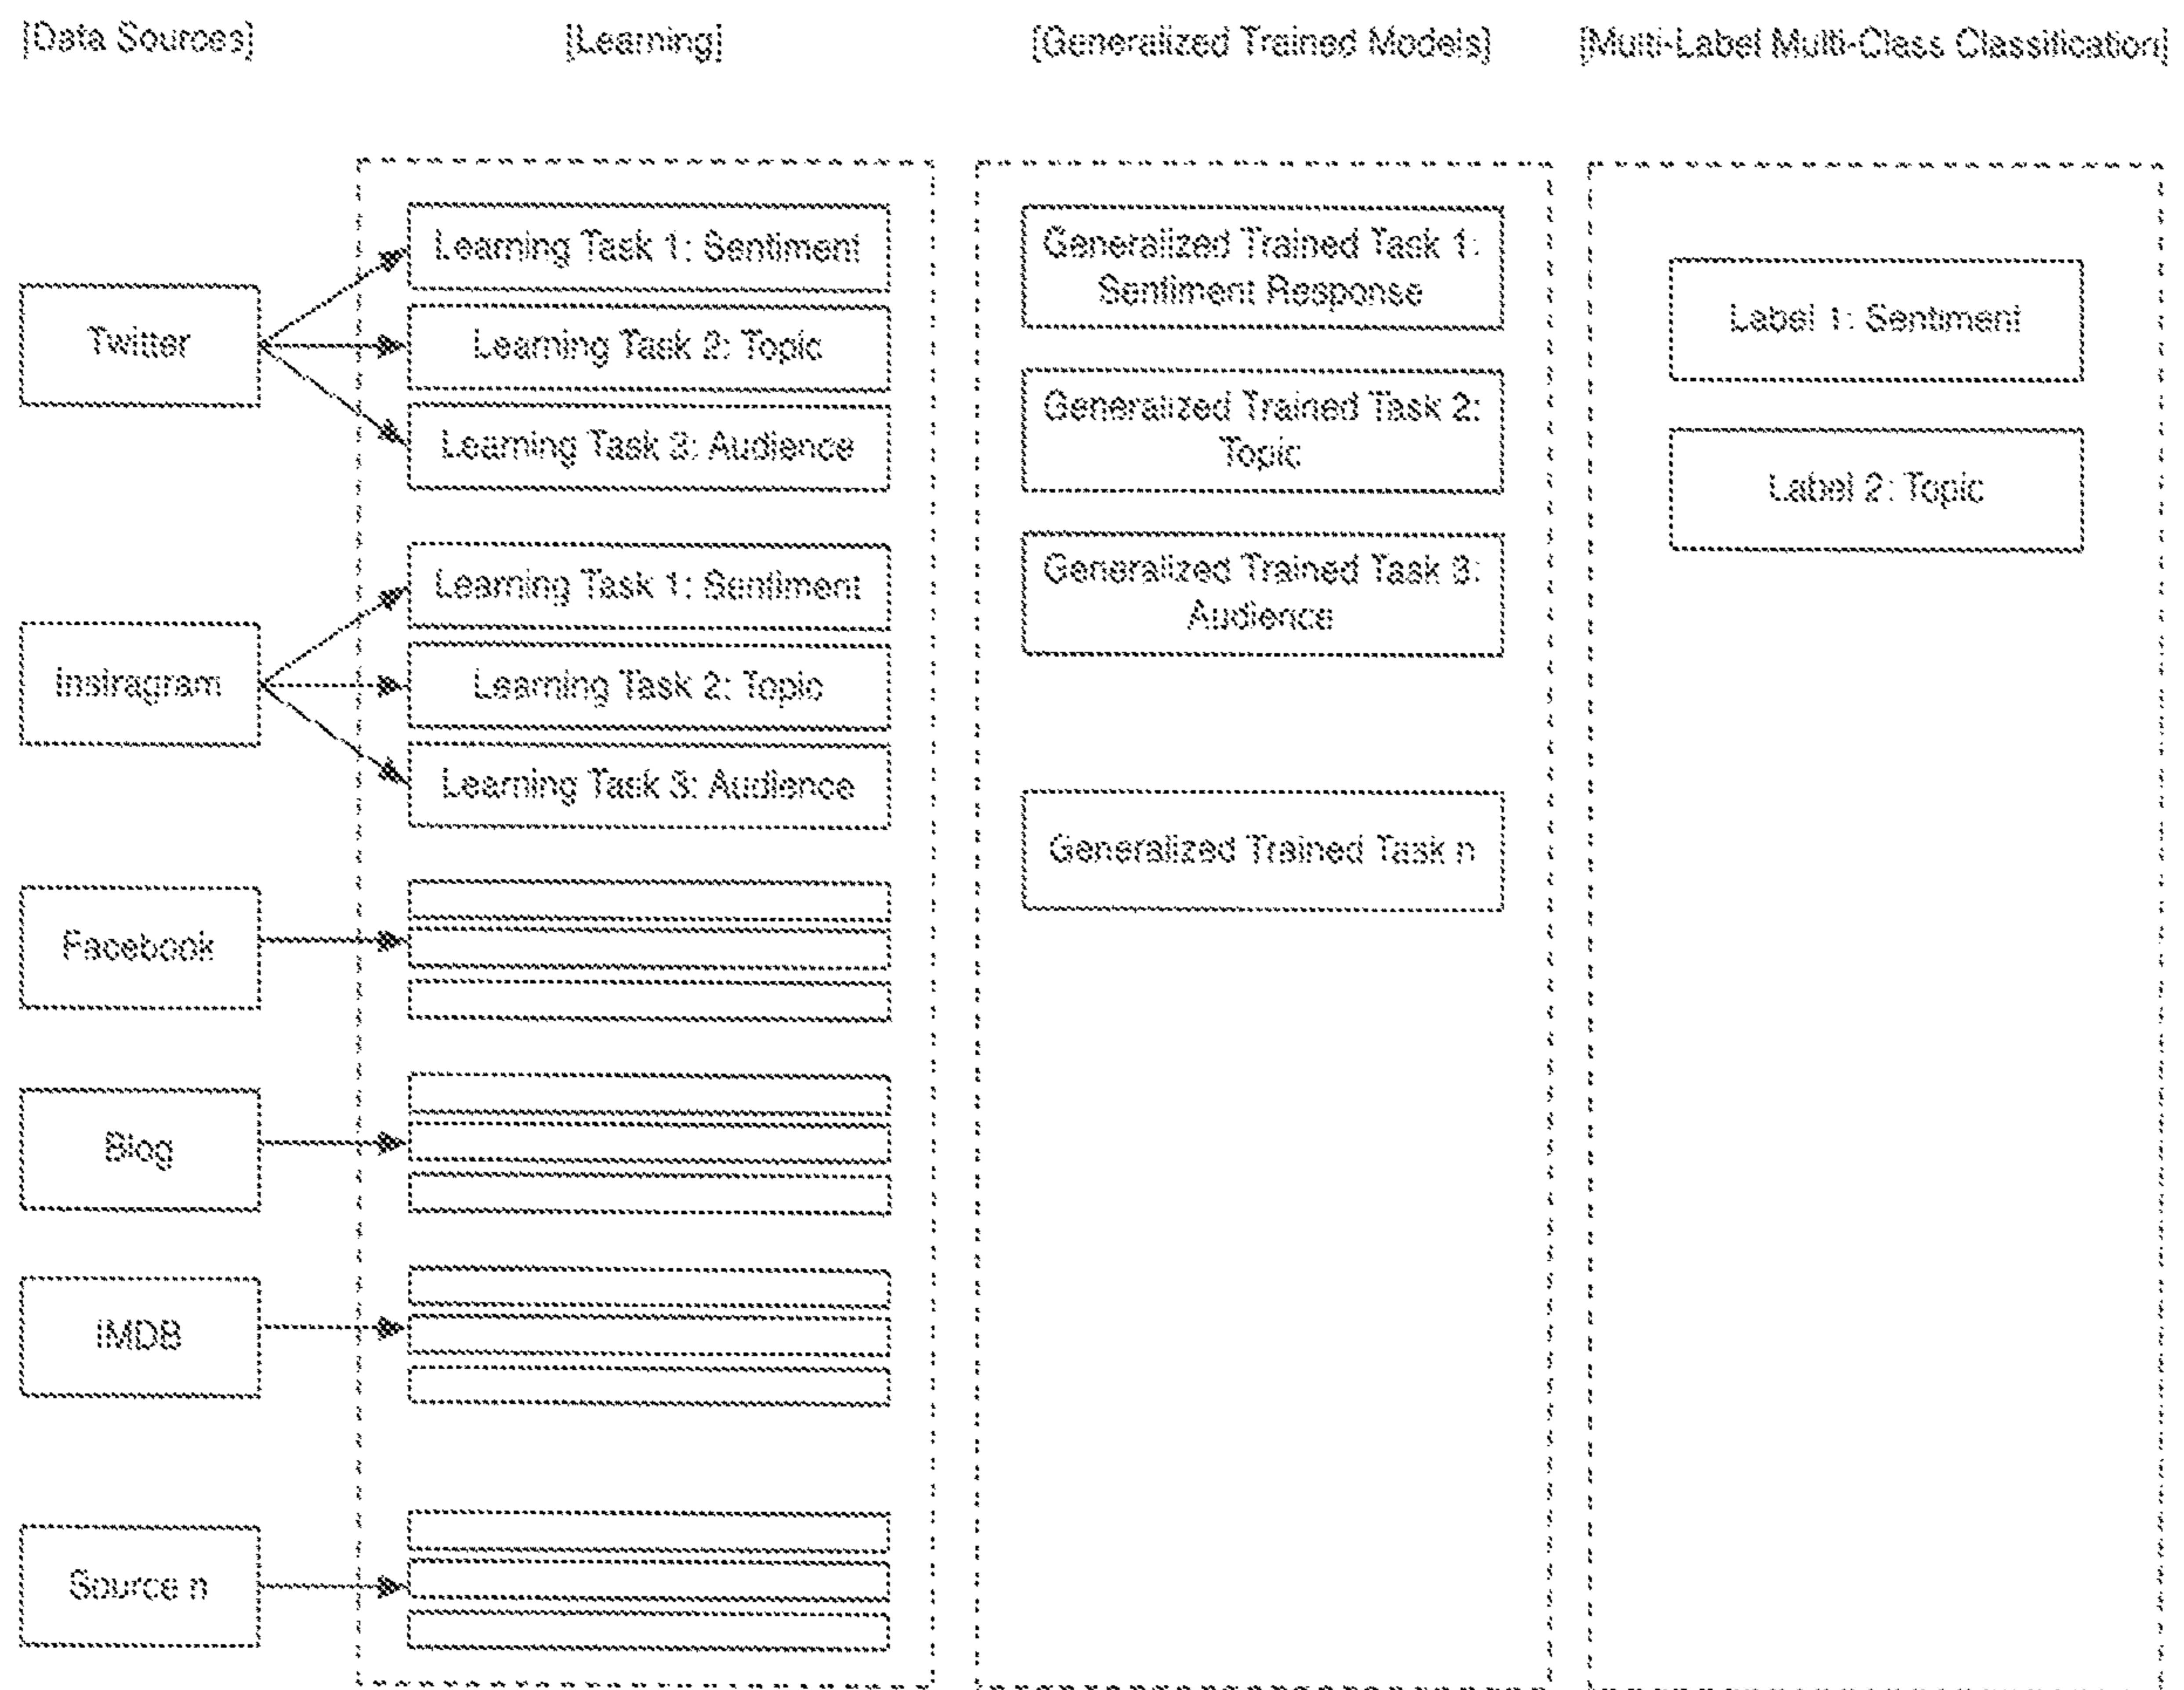 [Data Sources]
[Learning]
[Generalized Trained Models]
[Multi-Label Multi-Class Classification]
Twitter
Learning Task 1: Sentiment
Learning Task 2: Topic
Learning Task 3: Audience
Insiragram
Learning Task 1: Sentiment
Learning Task 2: Topic
Learning Task 3: Audience
Facebook
Blog
IMDB
Source n
Generalized Trained Task 1:
Sentiment Response
Generalized Trained Task 2:
Topic
Generalized Trained Task 3:
Audience
Generalized Trained Task n
Label 1: Sentiment
Label 2: Topic